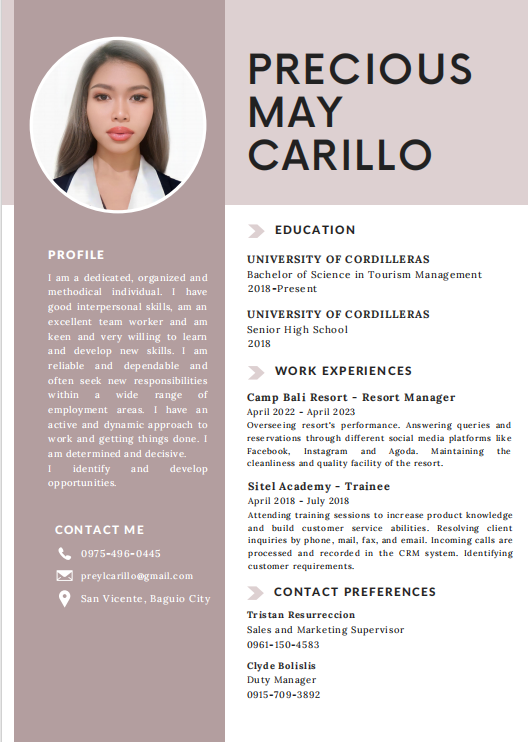 PRECIOUS
MAY
CARILLO
PROFILE
I am a dedicated, organized and
methodical individual. I have
good interpersonal skills, am an
excellent team worker and am
keen and very willing to learn
and develop new skills. I am
reliable and dependable and
often seek new responsibilities
within a wide range of
employment areas. I have an
active and dynamic approach to
work and getting things done. I
am determined and decisive.
I identify and develop
opportunities.
CONTACT ME
0975-496-0445
preylcarillo@gmail.com
San Vicente, Baguio City
EDUCATION
UNIVERSITY OF CORDILLERAS
Bachelor of Science in Tourism Management
2018-Present
UNIVERSITY OF CORDILLERAS
Senior High School
2018
WORK EXPERIENCES
Camp Bali Resort - Resort Manager
April 2022 - April 2023
Overseeing resort's performance. Answering queries and
reservations through different social media platforms like
Facebook, Instagram and Agoda. Maintaining the
cleanliness and quality facility of the resort.
Sitel Academy - Trainee
April 2018 - July 2018
Attending training sessions to increase product knowledge
and build customer service abilities. Resolving client
inquiries by phone, mail, fax, and email. Incoming calls are
processed and recorded in the CRM system. Identifying
customer requirements.
CONTACT PREFERENCES
Tristan Resurreccion
Sales and Marketing Supervisor
0961-150-4583
Clyde Bolislis
Duty Manager
0915-709-3892